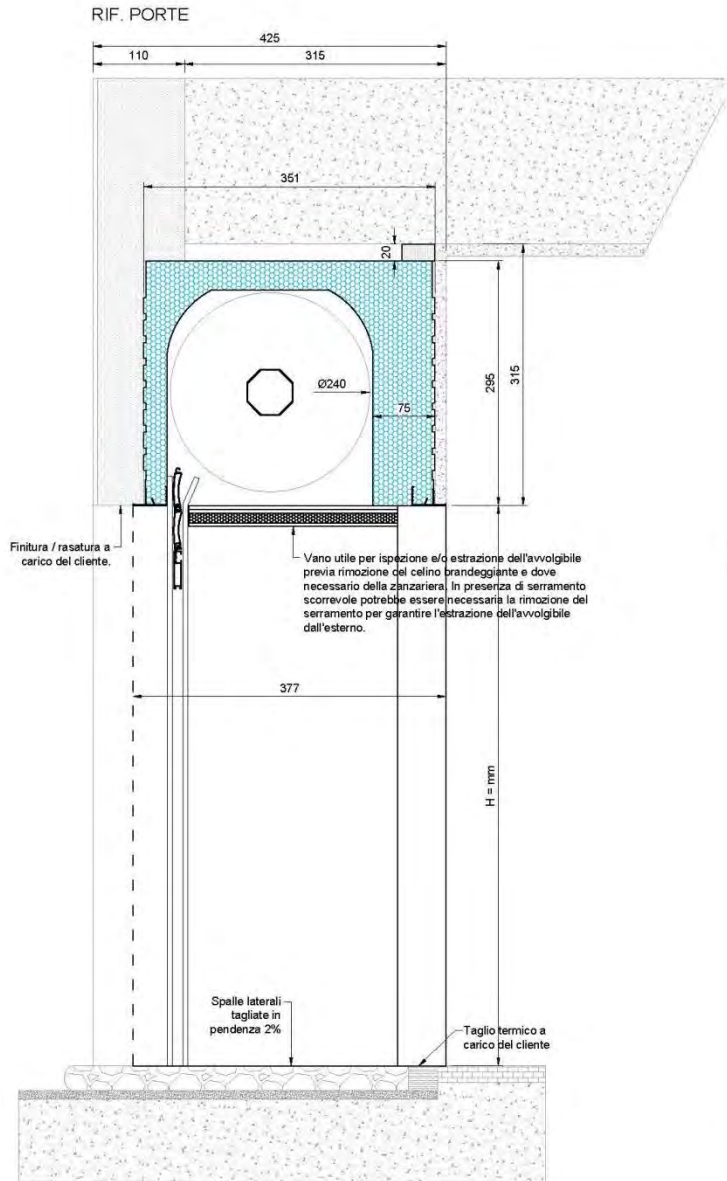 RIF. PORTE
425
110
315
351
20
Ø240
75
295
315
Finitura / rasatura a
carico del cliente.
Vano utile per ispezione e/o estrazione dell'avvolgibile
previa rimozione del celino brandeggiante e dove
necessario della zanzariera. In presenza di serramento
scorrevole potrebbe essere necessaria la rimozione del
serramento per garantire l'estrazione dell'avvolgibile
dall'esterno.
377
H = mm
Spalle laterali
tagliate in
pendenza 2%
Taglio termico a
carico del cliente